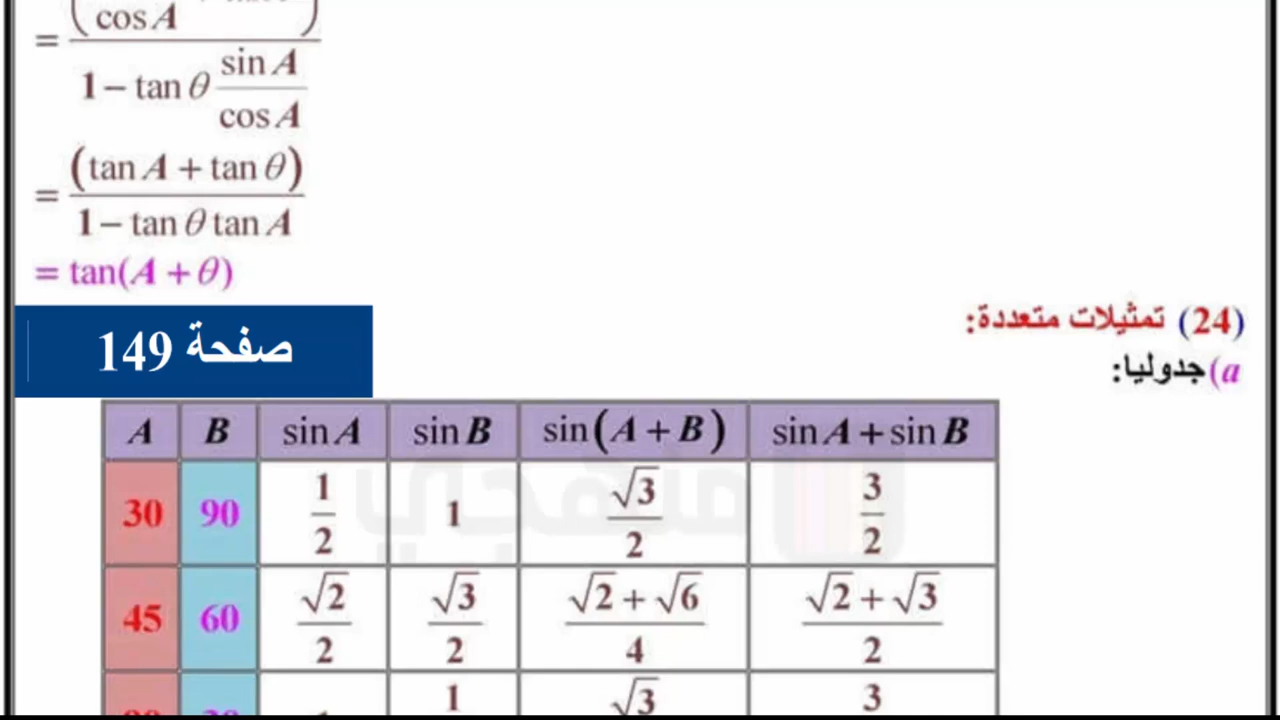 = ( cos A )
1 – tan θ sin A / cos A
= (tan A + tan θ) / 1 – tan θ tan A
= tan(A + θ)
(24) تمثيلات متعددة:
a) جدوليا:
صفحة 149
A B sin A sin B sin(A + B) sin A + sin B
30 90 1/2 1 √3/2 3/2
45 60 √2/2 √3/2 √2 + √6/4 √2 + √3/2
1 √3 3
منهجي